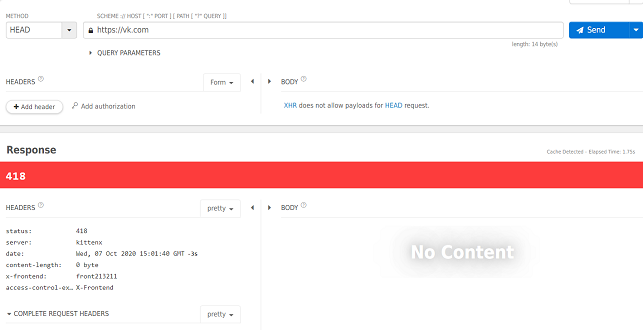 METHOD
SCHEME :// HOST [ ":" PORT ] [ PATH [ "?" QUERY ]]
HEAD
https://vk.com
Send
length: 14 byte(s)
QUERY PARAMETERS
HEADERS ?
Form
BODY ?
+ Add header
Add authorization
XHR does not allow payloads for HEAD request.
Response
Cache Detected - Elapsed Time: 1.75s
418
HEADERS ?
pretty
BODY ?
status: 418
server: kittenx
date: Wed, 07 Oct 2020 15:01:40 GMT -3s
content-length: 0 byte
x-frontend: front213211
access-control-ex… X-Frontend
No Content
COMPLETE REQUEST HEADERS
pretty